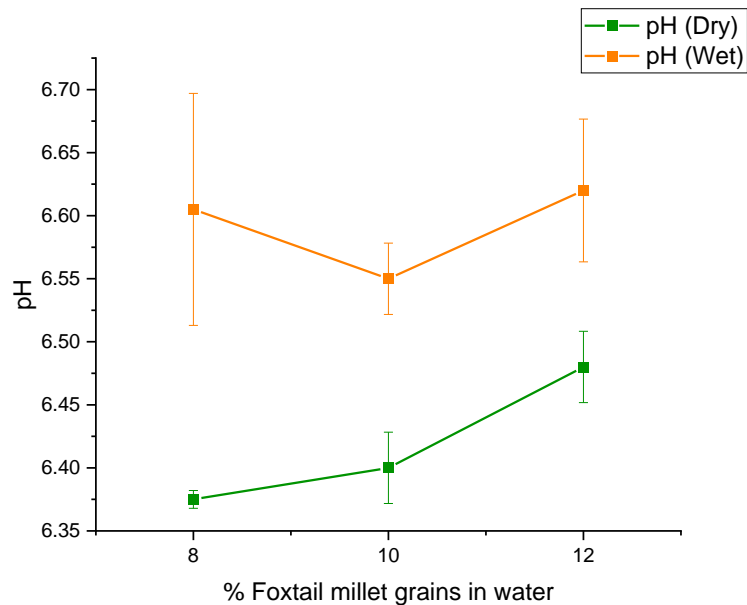 pH (Dry)
pH (Wet)
6.70
6.65
6.60
6.55
6.50
6.45
6.40
6.35
pH
8
10
12
% Foxtail millet grains in water